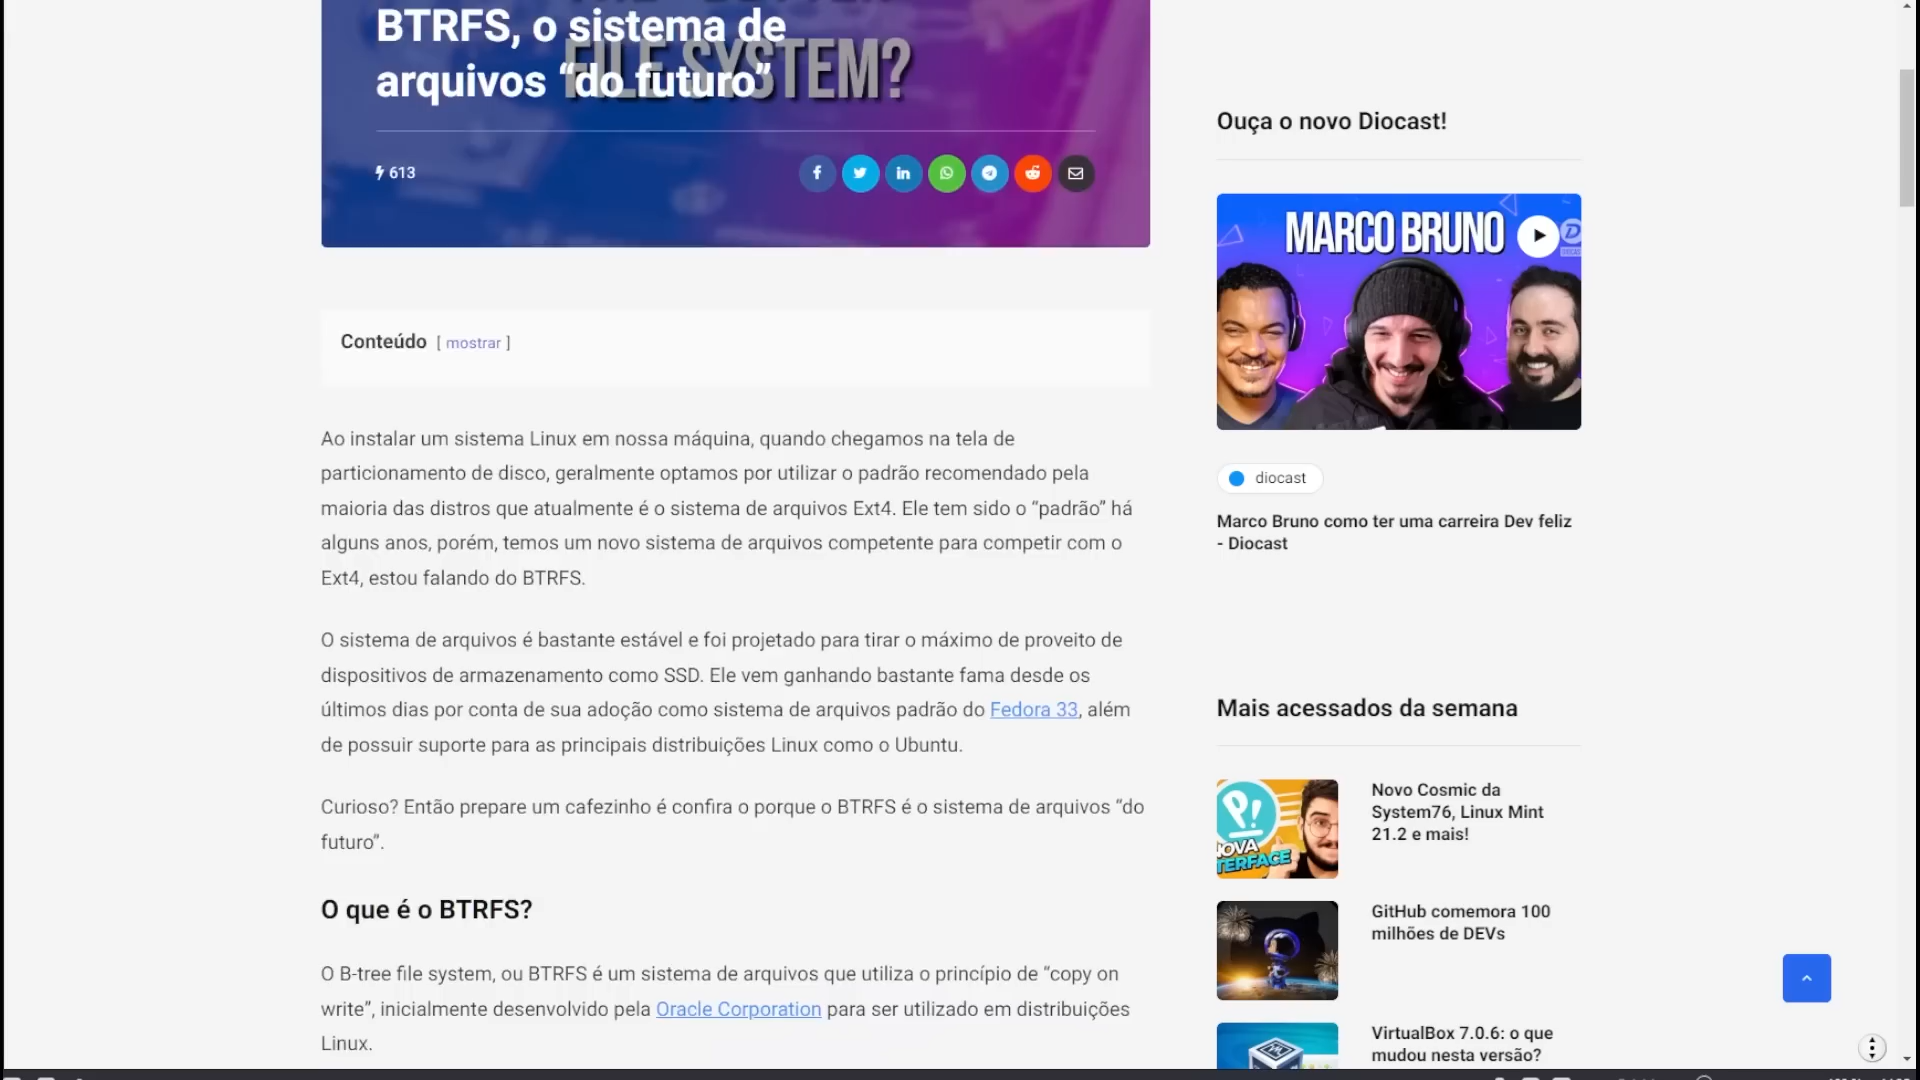 BTRFS, o sistema de
arquivos “do futuro”
FILE SYSTEM?
613
Conteúdo [ mostrar ]
Ao instalar um sistema Linux em nossa máquina, quando chegamos na tela de
particionamento de disco, geralmente optamos por utilizar o padrão recomendado pela
maioria das distros que atualmente é o sistema de arquivos Ext4. Ele tem sido o “padrão” há
alguns anos, porém, temos um novo sistema de arquivos competente para competir com o
Ext4, estou falando do BTRFS.
O sistema de arquivos é bastante estável e foi projetado para tirar o máximo de proveito de
dispositivos de armazenamento como SSD. Ele vem ganhando bastante fama desde os
últimos dias por conta de sua adoção como sistema de arquivos padrão do Fedora 33, além
de possuir suporte para as principais distribuições Linux como o Ubuntu.
Curioso? Então prepare um cafezinho é confira o porque o BTRFS é o sistema de arquivos “do
futuro”.
O que é o BTRFS?
O B-tree file system, ou BTRFS é um sistema de arquivos que utiliza o princípio de “copy on
write”, inicialmente desenvolvido pela Oracle Corporation para ser utilizado em distribuições
Linux.
Ouça o novo Diocast!
MARCO BRUNO
diocast
Marco Bruno como ter uma carreira Dev feliz
- Diocast
Mais acessados da semana
P!
NOVA
INTERFACE
Novo Cosmic da
System76, Linux Mint
21.2 e mais!
GitHub comemora 100
milhões de DEVs
VirtualBox 7.0.6: o que
mudou nesta versão?